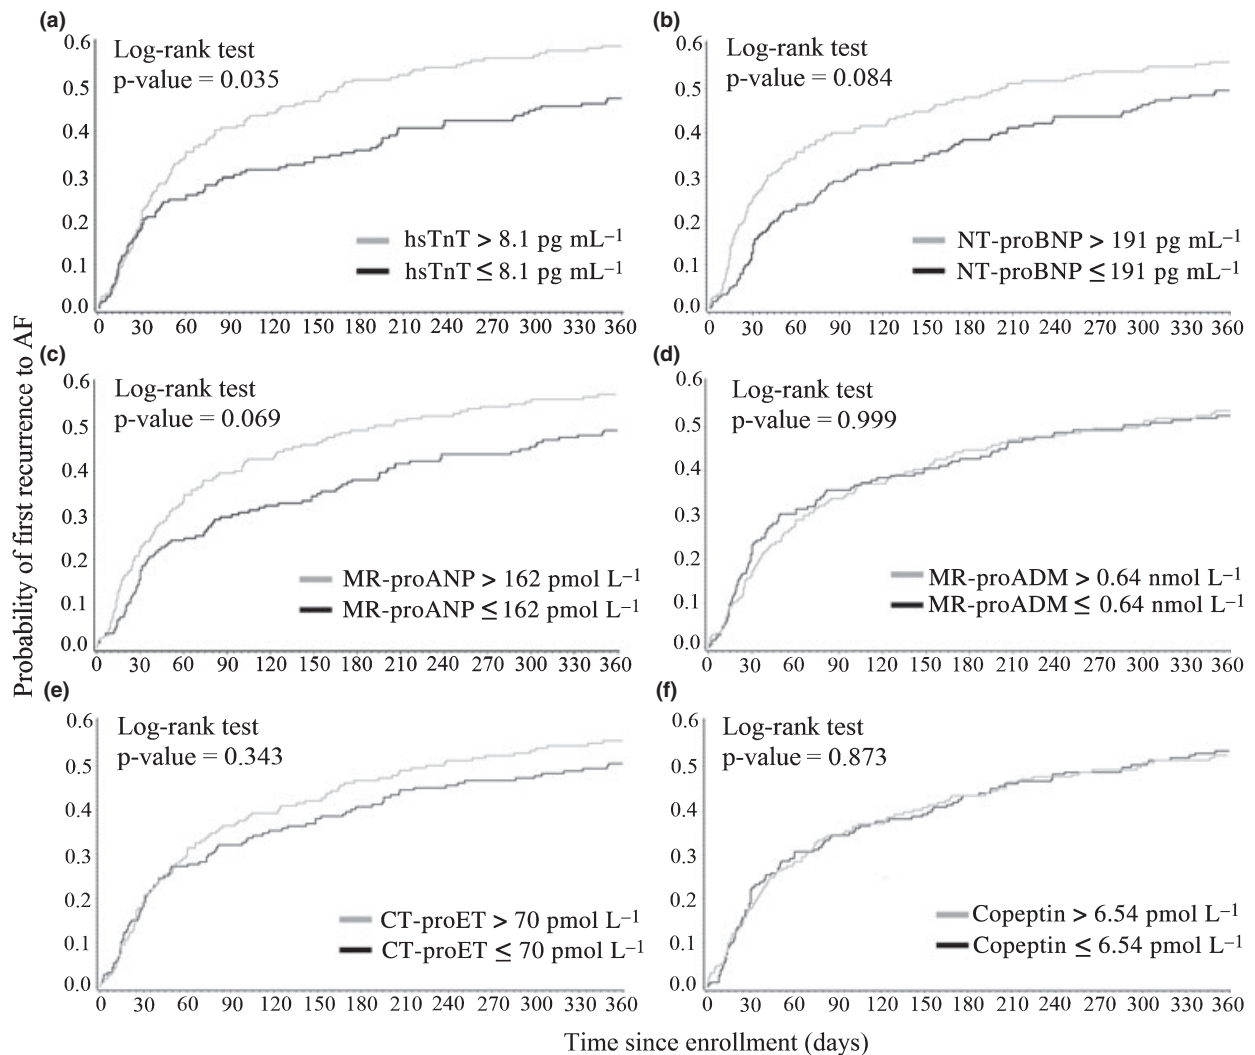 (a)
0.6
0.5
0.4
0.3
0.2
0.1
0.0
Log-rank test
p-value = 0.035
hsTnT > 8.1 pg mL⁻¹
hsTnT ≤ 8.1 pg mL⁻¹
0 30 60 90 120 150 180 210 240 270 300 330 360
(b)
0.6
0.5
0.4
0.3
0.2
0.1
0.0
Log-rank test
p-value = 0.084
NT-proBNP > 191 pg mL⁻¹
NT-proBNP ≤ 191 pg mL⁻¹
0 30 60 90 120 150 180 210 240 270 300 330 360
Probability of first recurrence to AF
(c)
0.6
0.5
0.4
0.3
0.2
0.1
0.0
Log-rank test
p-value = 0.069
MR-proANP > 162 pmol L⁻¹
MR-proANP ≤ 162 pmol L⁻¹
0 30 60 90 120 150 180 210 240 270 300 330 360
(d)
0.6
0.5
0.4
0.3
0.2
0.1
0.0
Log-rank test
p-value = 0.999
MR-proADM > 0.64 nmol L⁻¹
MR-proADM ≤ 0.64 nmol L⁻¹
0 30 60 90 120 150 180 210 240 270 300 330 360
(e)
0.6
0.5
0.4
0.3
0.2
0.1
0.0
Log-rank test
p-value = 0.343
CT-proET > 70 pmol L⁻¹
CT-proET ≤ 70 pmol L⁻¹
0 30 60 90 120 150 180 210 240 270 300 330 360
(f)
0.6
0.5
0.4
0.3
0.2
0.1
0.0
Log-rank test
p-value = 0.873
Copeptin > 6.54 pmol L⁻¹
Copeptin ≤ 6.54 pmol L⁻¹
0 30 60 90 120 150 180 210 240 270 300 330 360
Time since enrollment (days)